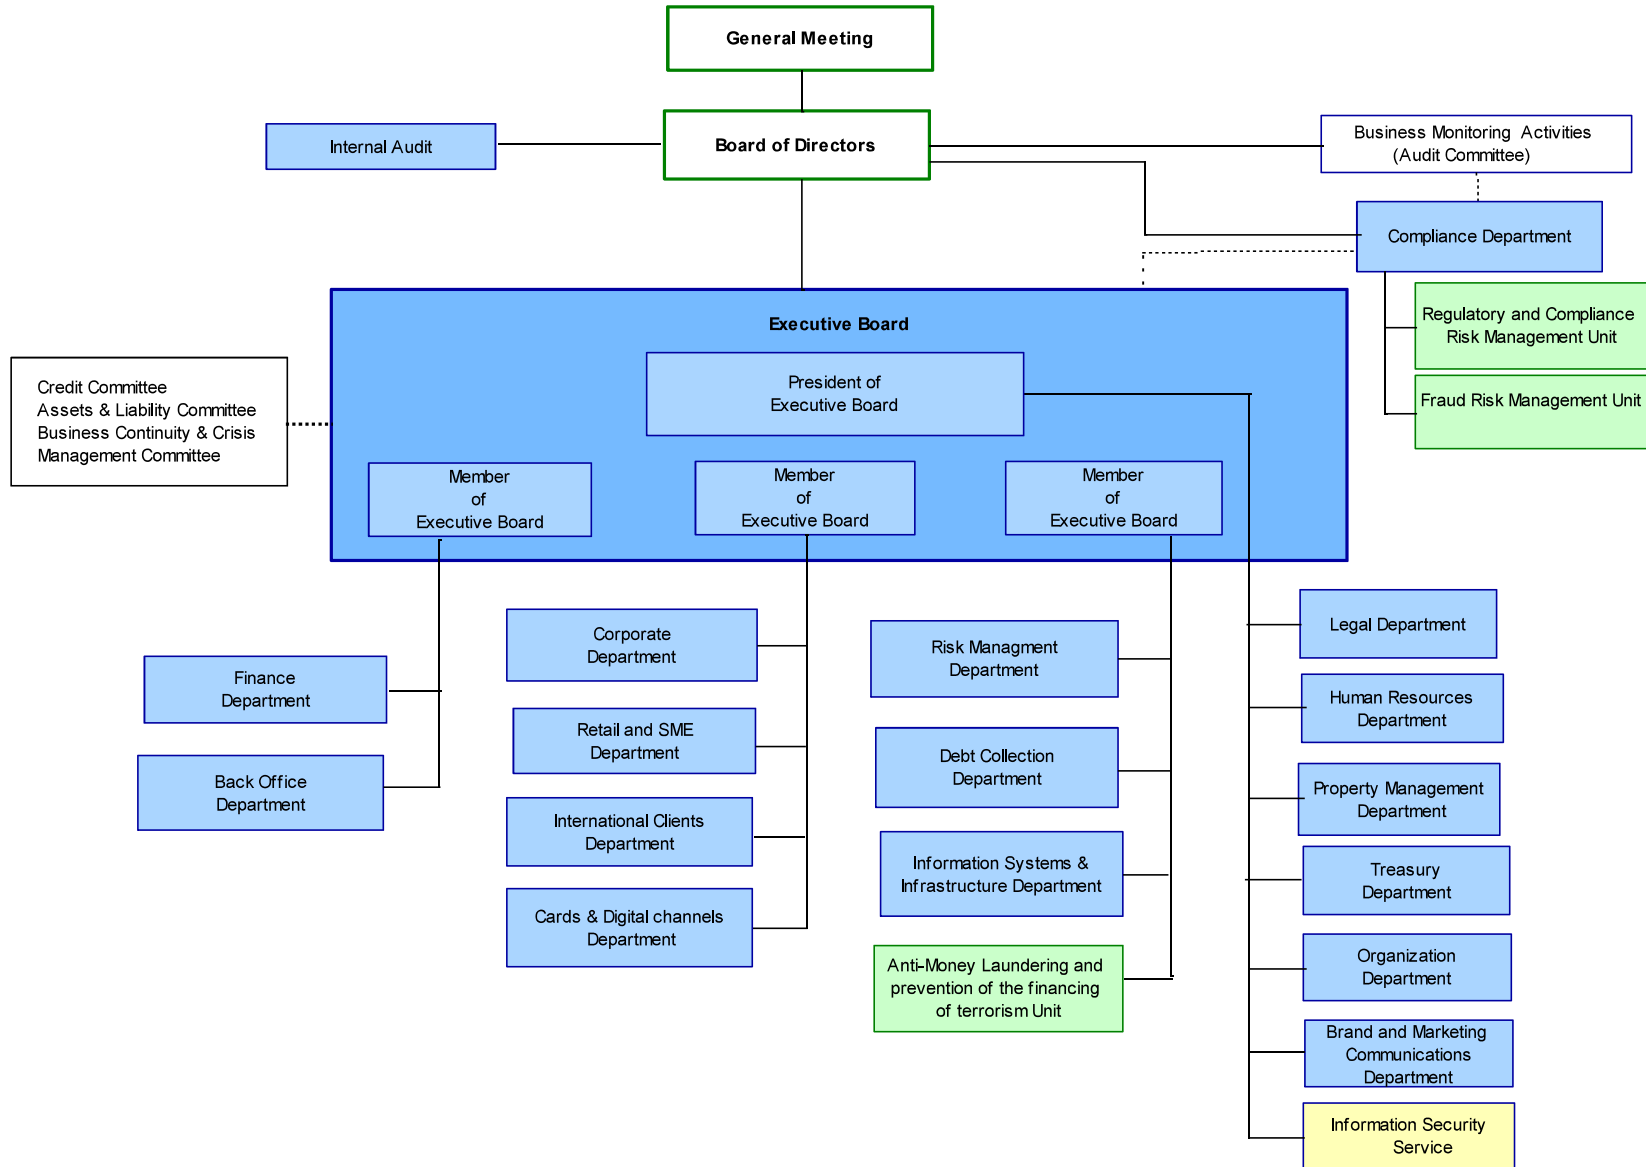 General Meeting
Internal Audit
Board of Directors
Business Monitoring Activities
(Audit Committee)
Compliance Department
Regulatory and Compliance
Risk Management Unit
Fraud Risk Management Unit
Executive Board
President of
Executive Board
Credit Committee
Assets & Liability Committee
Business Continuity & Crisis
Management Committee
Member
of
Executive Board
Member
of
Executive Board
Member
of
Executive Board
Finance
Department
Back Office
Department
Corporate
Department
Retail and SME
Department
International Clients
Department
Cards & Digital channels
Department
Risk Managment
Department
Debt Collection
Department
Information Systems &
Infrastructure Department
Anti-Money Laundering and
prevention of the financing
of terrorism Unit
Legal Department
Human Resources
Department
Property Management
Department
Treasury
Department
Organization
Department
Brand and Marketing
Communications
Department
Information Security
Service